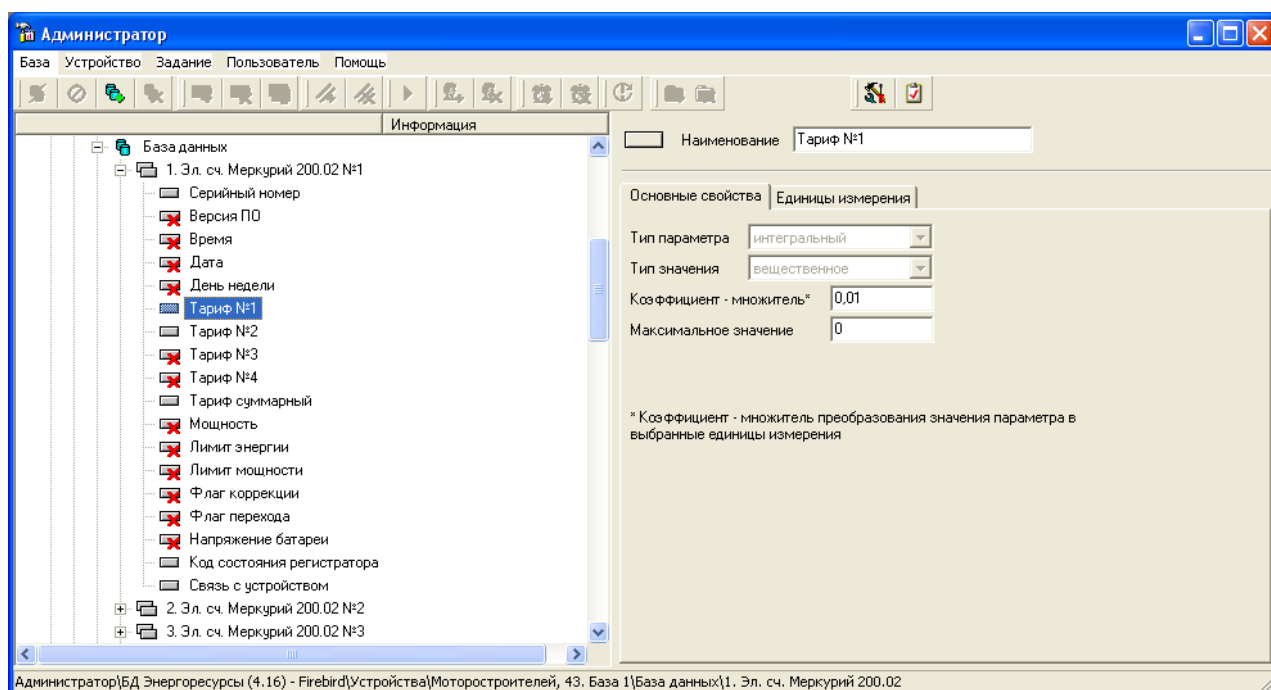 Администратор
База Устройство Задание Пользователь Помощь
Информация
База данных
1. Эл. сч. Меркурий 200.02 №1
Серийный номер
Версия ПО
Время
Дата
День недели
Тариф №1
Тариф №2
Тариф №3
Тариф №4
Тариф суммарный
Мощность
Лимит энергии
Лимит мощности
Флаг коррекции
Флаг перехода
Напряжение батареи
Код состояния регистратора
Связь с устройством
2. Эл. сч. Меркурий 200.02 №2
3. Эл. сч. Меркурий 200.02 №3
Наименование Тариф №1
Основные свойства Единицы измерения
Тип параметра интегральный
Тип значения вещественное
Коэффициент - множитель* 0,01
Максимальное значение 0
* Коэффициент - множитель преобразования значения параметра в
выбранные единицы измерения
Администратор\БД Энергоресурсы (4.16) - Firebird\Устройства\Моторостроителей, 43. База 1\База данных\1. Эл. сч. Меркурий 200.02